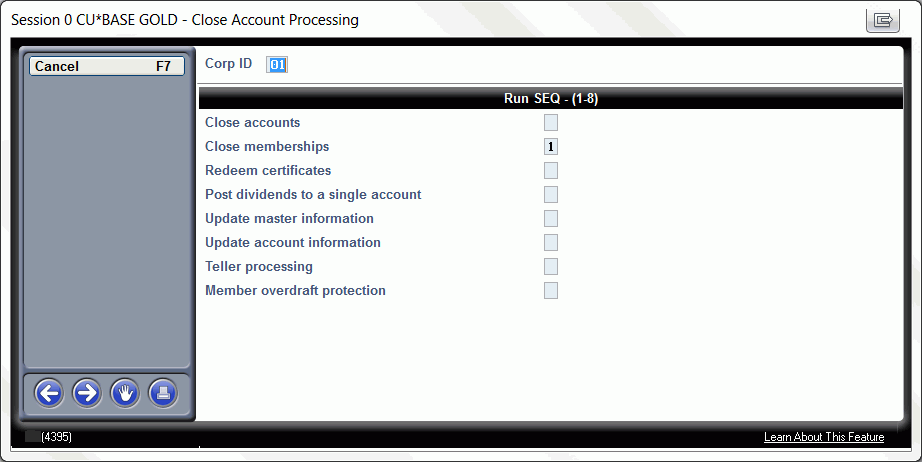 Session 0 CU*BASE GOLD - Close Account Processing
Cancel F7
Corp ID 01
Run SEQ - (1-8)
Close accounts
Close memberships 1
Redeem certificates
Post dividends to a single account
Update master information
Update account information
Teller processing
Member overdraft protection
(4395)
Learn About This Feature